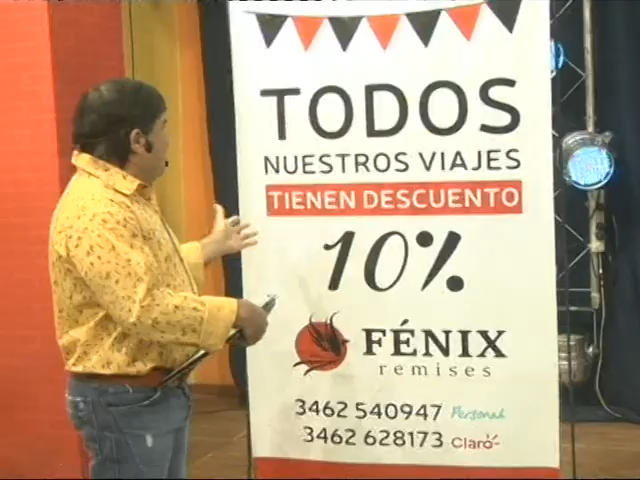 TODOS
NUESTROS VIAJES
TIENEN DESCUENTO
10%
FÉNIX
remises
3462 540947 Personal
3462 628173 Claro